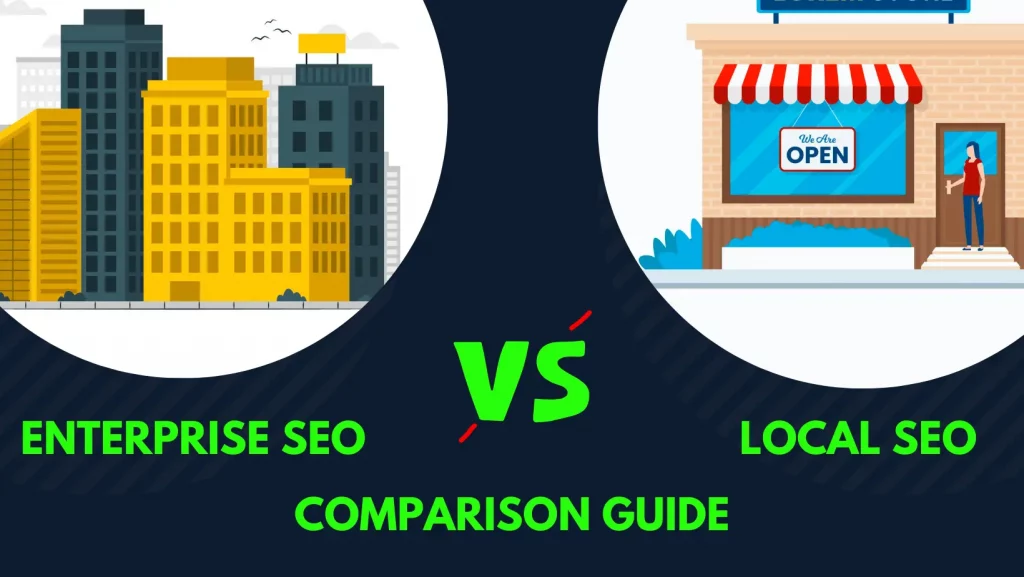 We Are
OPEN
VS
ENTERPRISE SEO
LOCAL SEO
COMPARISON GUIDE